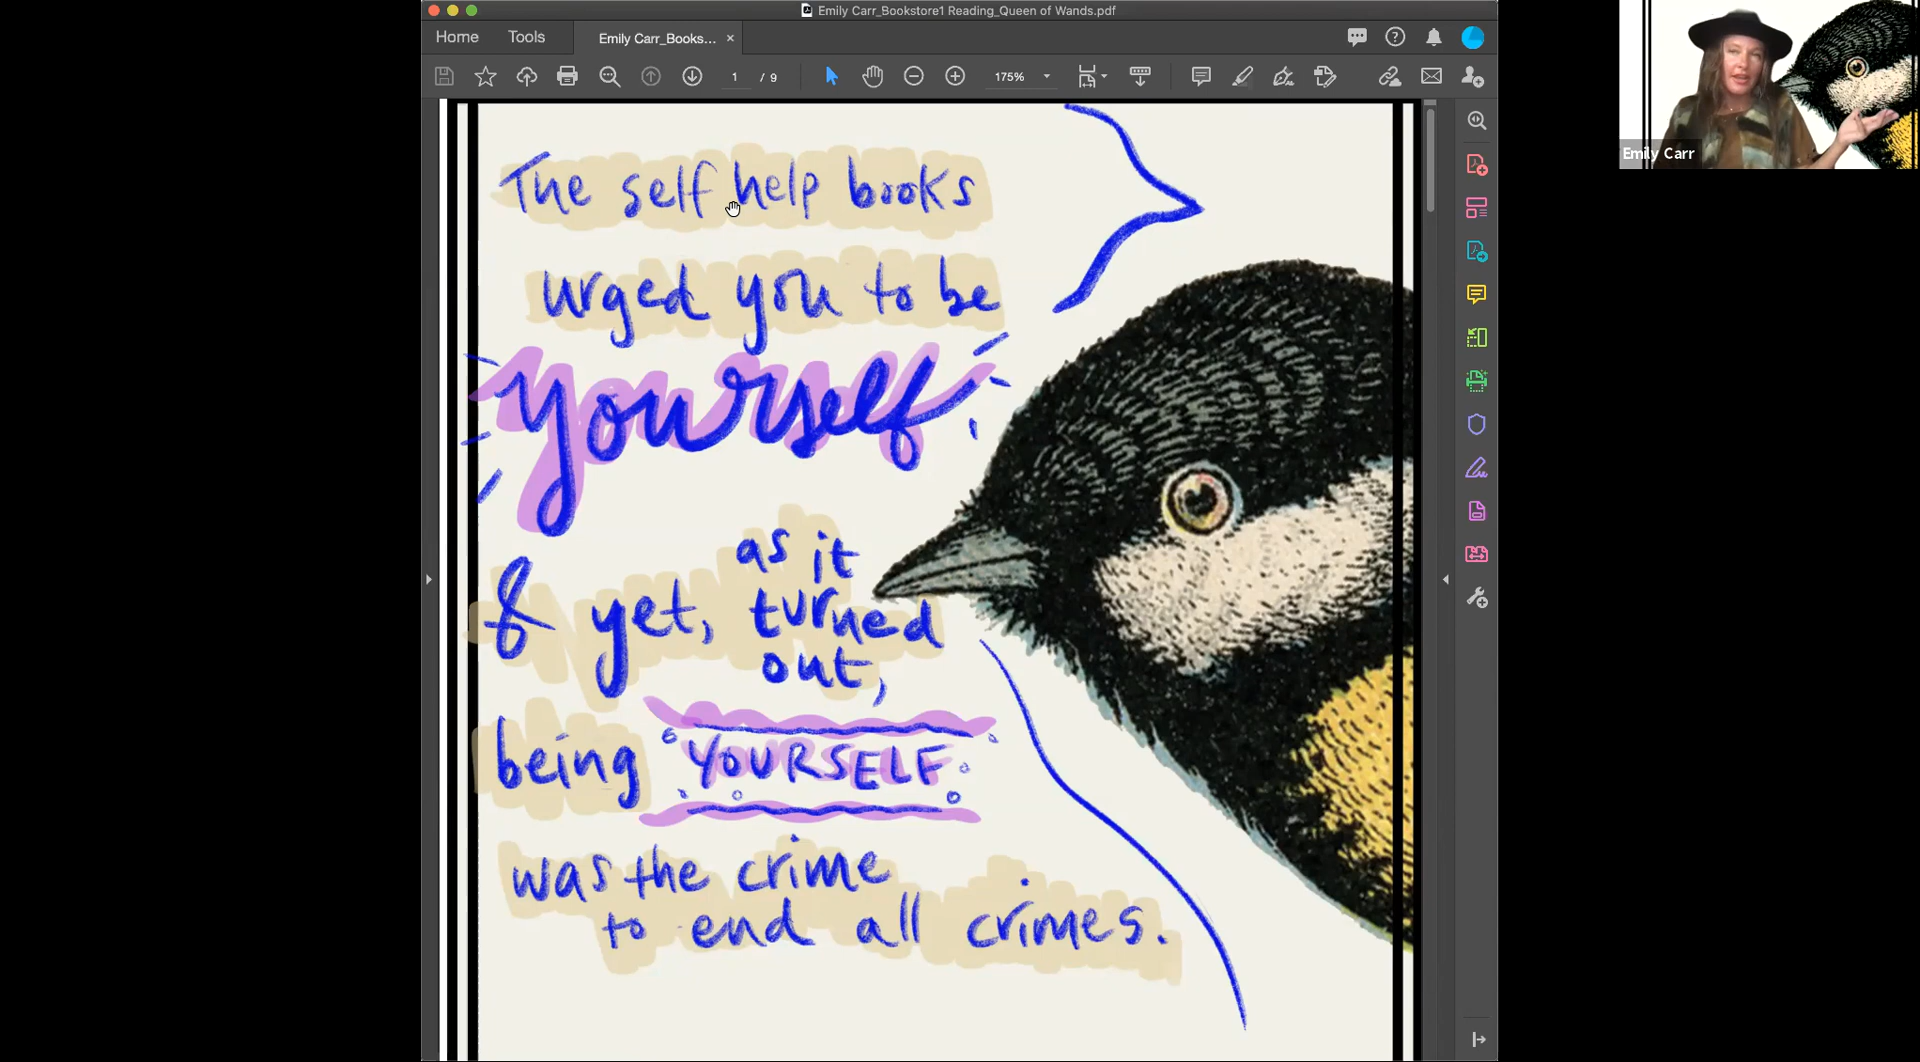 Emily Carr_Bookstore1 Reading_Queen of Wands.pdf
Home Tools Emily Carr_Books... ×
1 / 9 175%
The self help books
urged you to be
yourself
& yet, as it
turned
out,
being YOURSELF
was the crime
to end all crimes.
Emily Carr